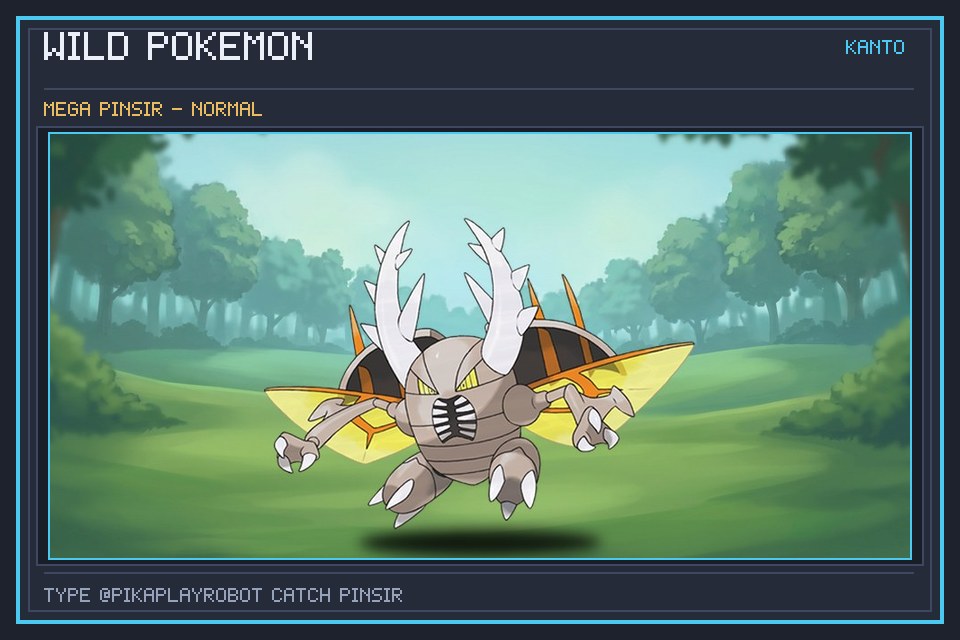 WILD POKEMON
KANTO
MEGA PINSIR - NORMAL
TYPE @PIKAPLAYROBOT CATCH PINSIR